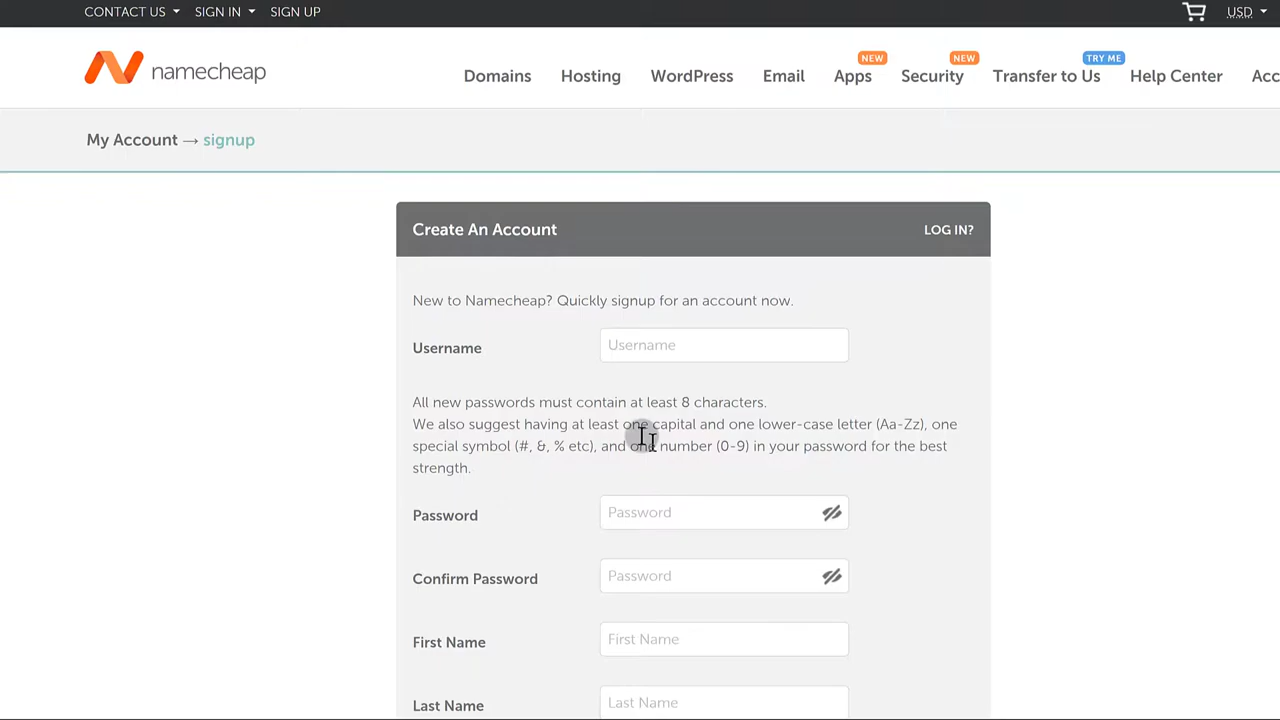 CONTACT US SIGN IN SIGN UP USD
namecheap
NEW NEW TRY ME
Domains Hosting WordPress Email Apps Security Transfer to Us Help Center Acc
My Account → signup
Create An Account LOG IN?
New to Namecheap? Quickly signup for an account now.
Username Username
All new passwords must contain at least 8 characters.
We also suggest having at least one capital and one lower-case letter (Aa-Zz), one
special symbol (#, &, % etc), and one number (0-9) in your password for the best
strength.
Password Password
Confirm Password Password
First Name First Name
Last Name Last Name